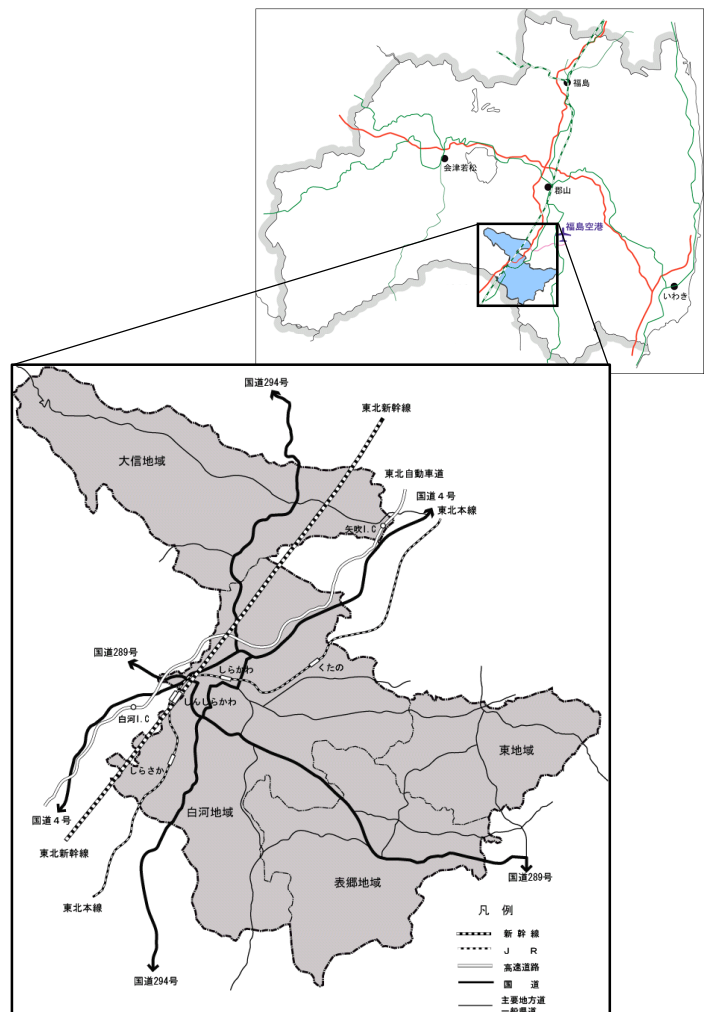 福島
会津若松
郡山
福島空港
いわき
国道294号
東北新幹線
大信地域
東北自動車道
国道４号
東北本線
矢吹I.C
国道289号
しらかわ
くたの
しんしらかわ
白河I.C
東地域
しらさか
白河地域
国道４号
東北新幹線
国道289号
表郷地域
東北本線
国道294号
凡 例
新 幹 線
Ｊ Ｒ
高速道路
国 道
主要地方道
一般県道